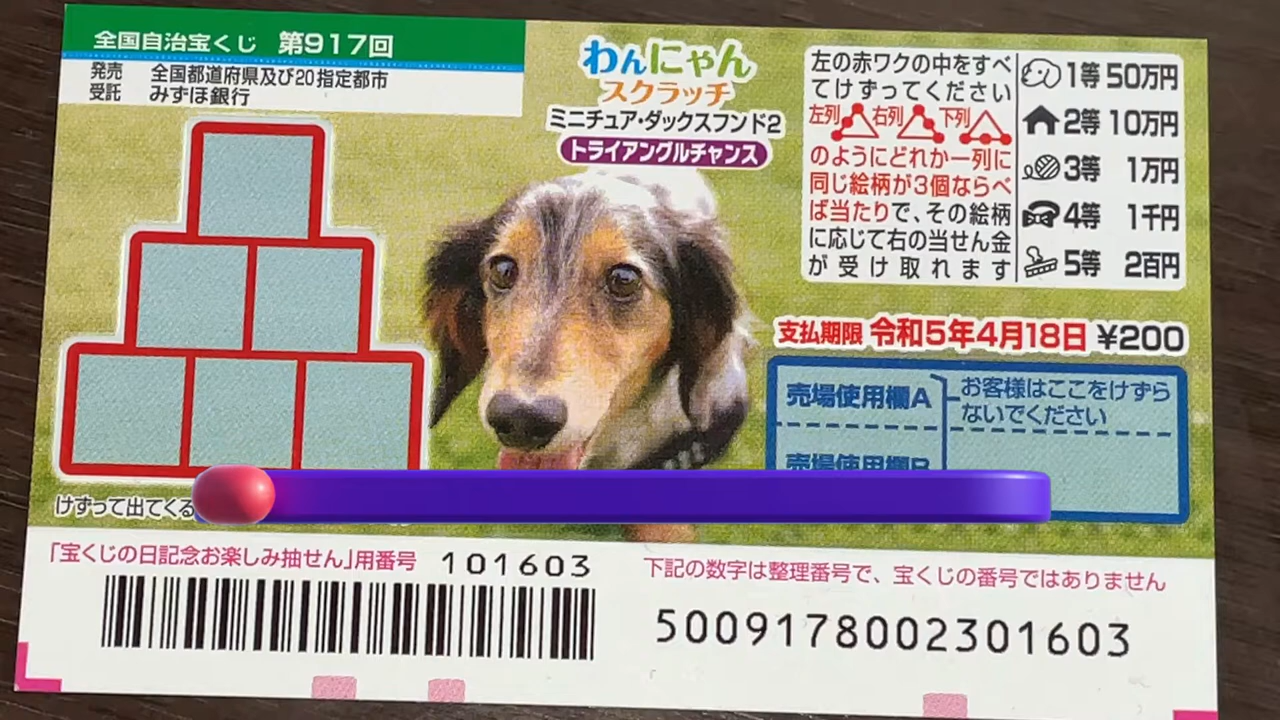 全国自治宝くじ 第917回
発売 全国都道府県及び20指定都市
受託 みずほ銀行
わんにゃん
スクラッチ
ミニチュア・ダックスフンド2
トライアングルチャンス
左の赤ワクの中をすべ
てけずってください
左列 右列 下列
のようにどれか一列に
同じ絵柄が3個ならべ
ば当たりで、その絵柄
に応じて右の当せん金
が受け取れます
1等 50万円
2等 10万円
3等 1万円
4等 1千円
5等 2百円
支払期限 令和5年4月18日 ¥200
売場使用欄A
お客様はここをけずら
ないでください
売場使用欄B
けずって出てくる
「宝くじの日記念お楽しみ抽せん」用番号 101603
下記の数字は整理番号で、宝くじの番号ではありません
5009178002301603